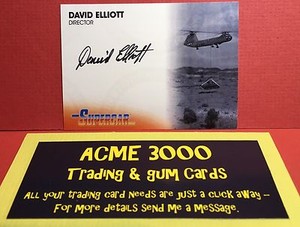 DAVID ELLIOTT
DIRECTOR
David Elliott
SUPERCAR
ACME 3000
TRADING & GUM CARDS
ALL YOUR TRADING CARD NEEDS ARE JUST A CLICK AWAY --
FOR MORE DETAILS SEND ME A MESSAGE.